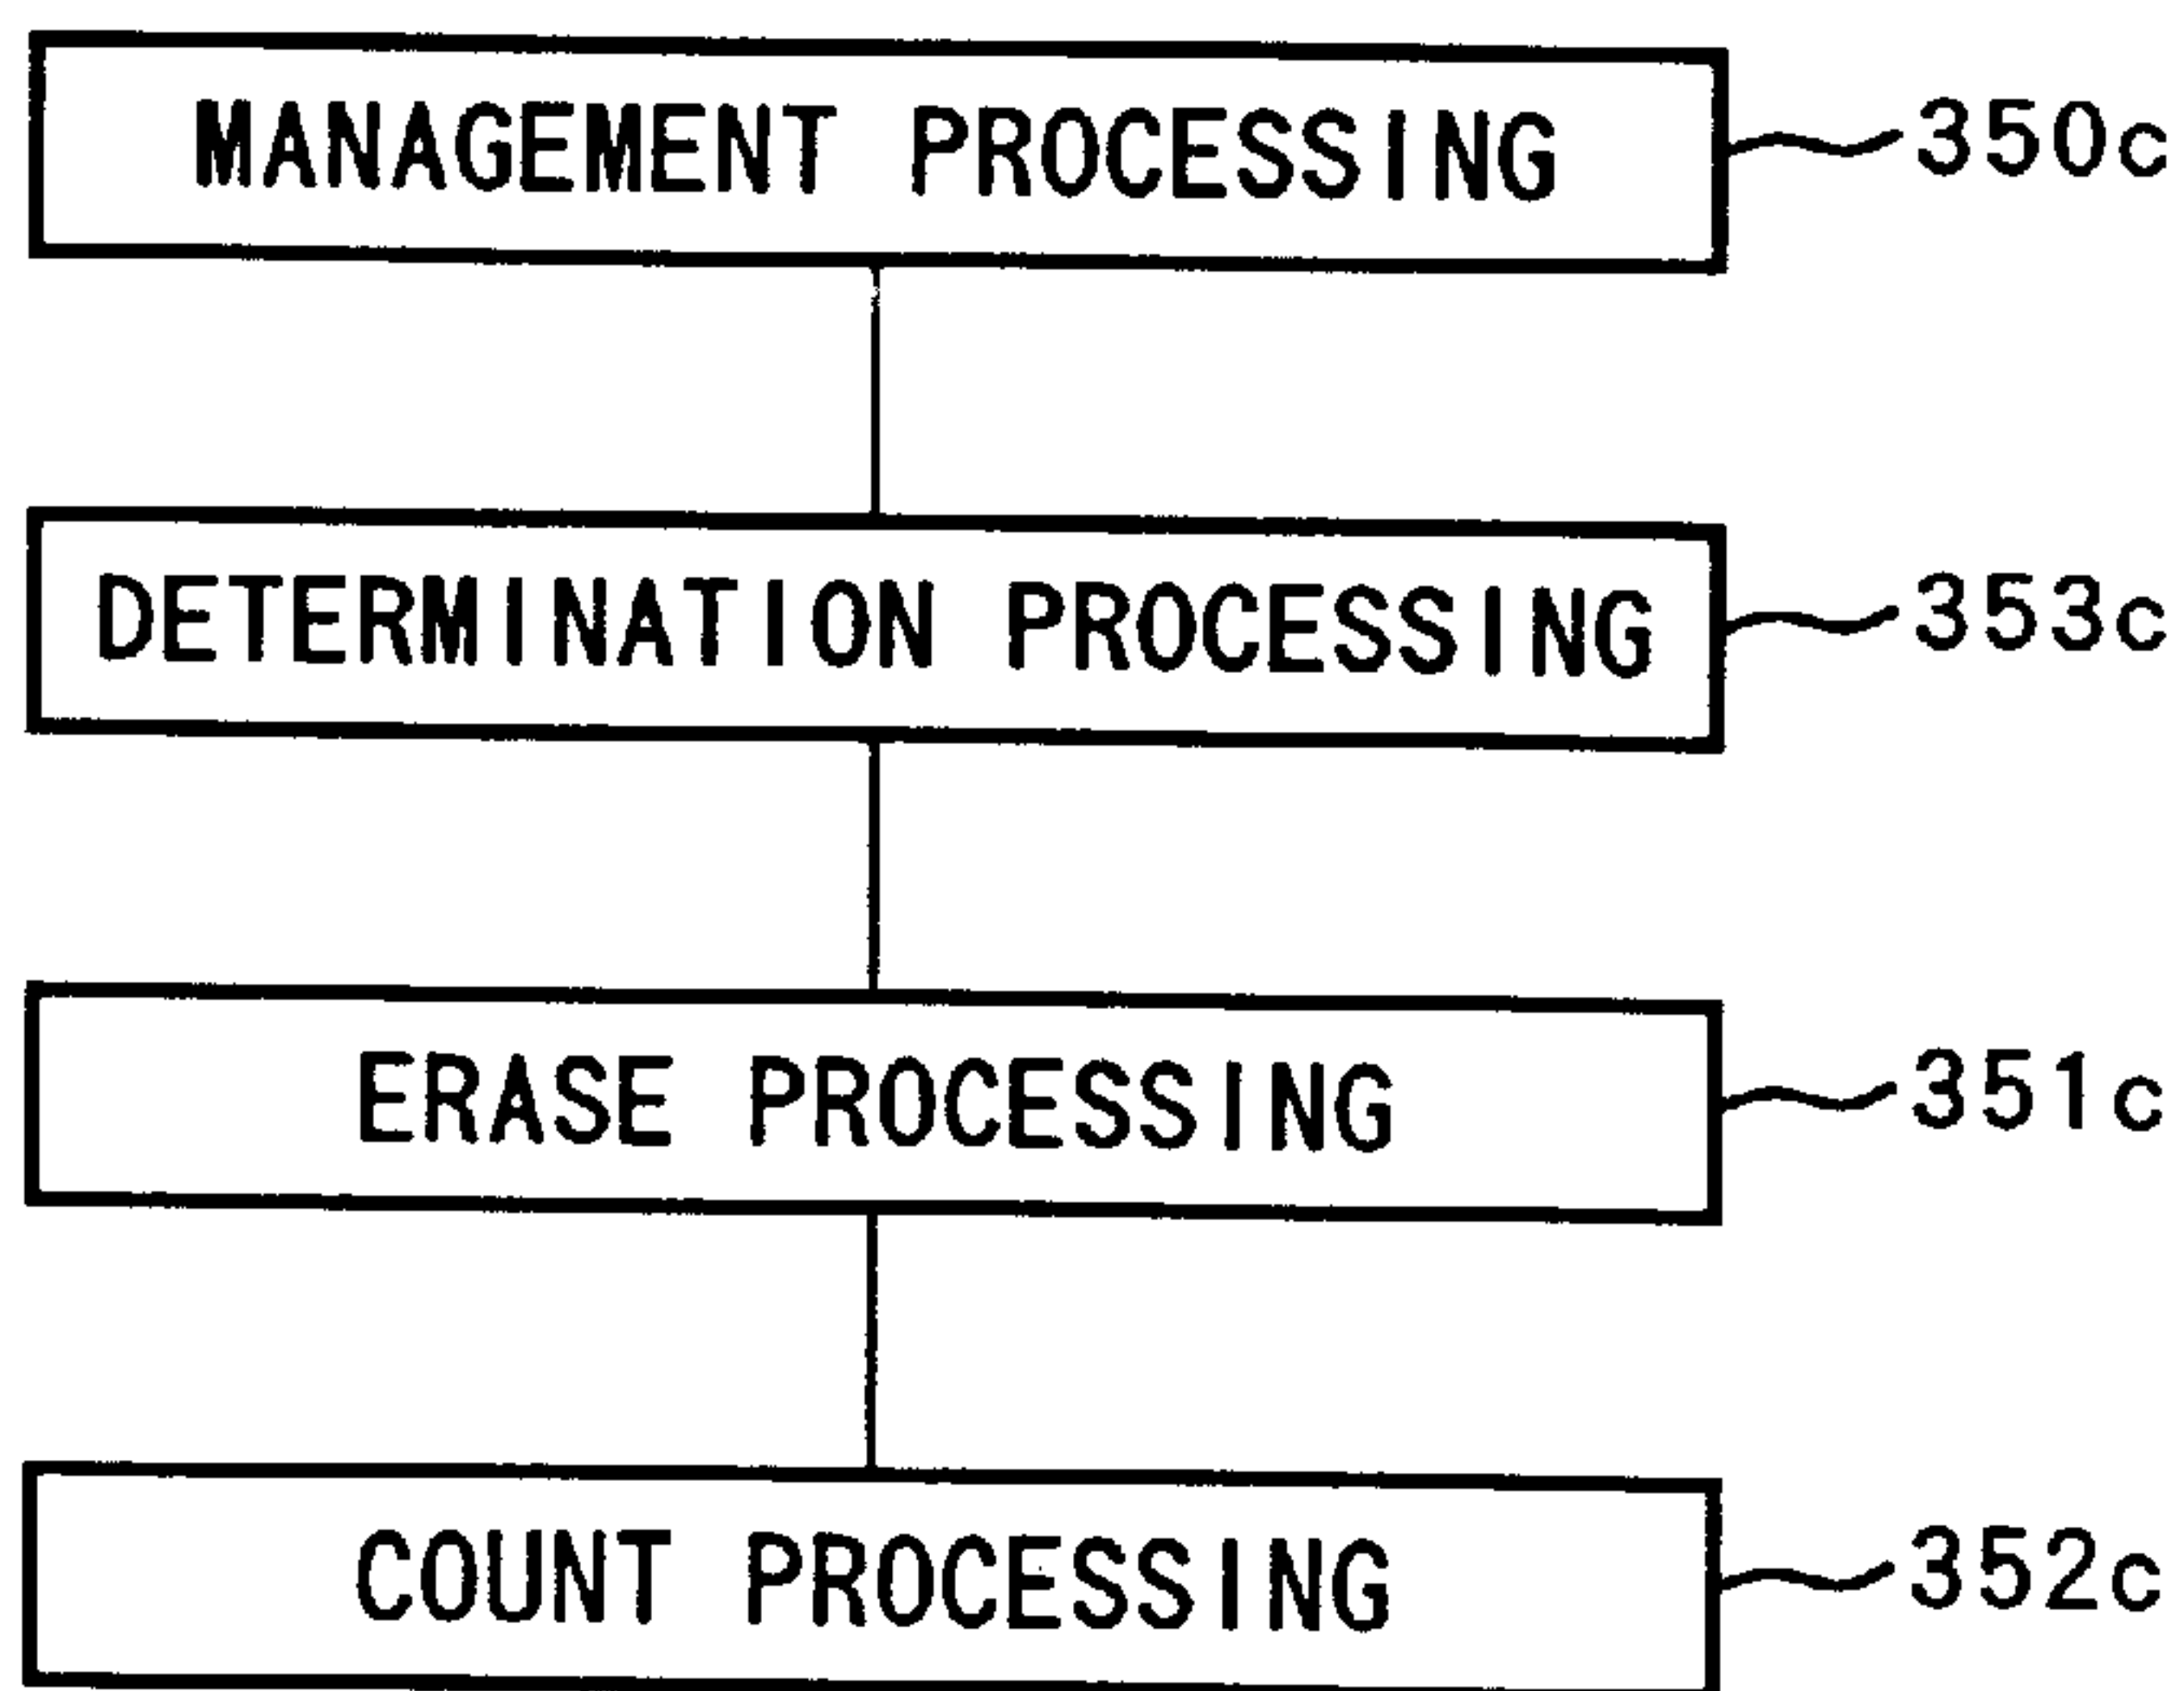 MANAGEMENT PROCESSING 350c
DETERMINATION PROCESSING 353c
ERASE PROCESSING 351c
COUNT PROCESSING 352c